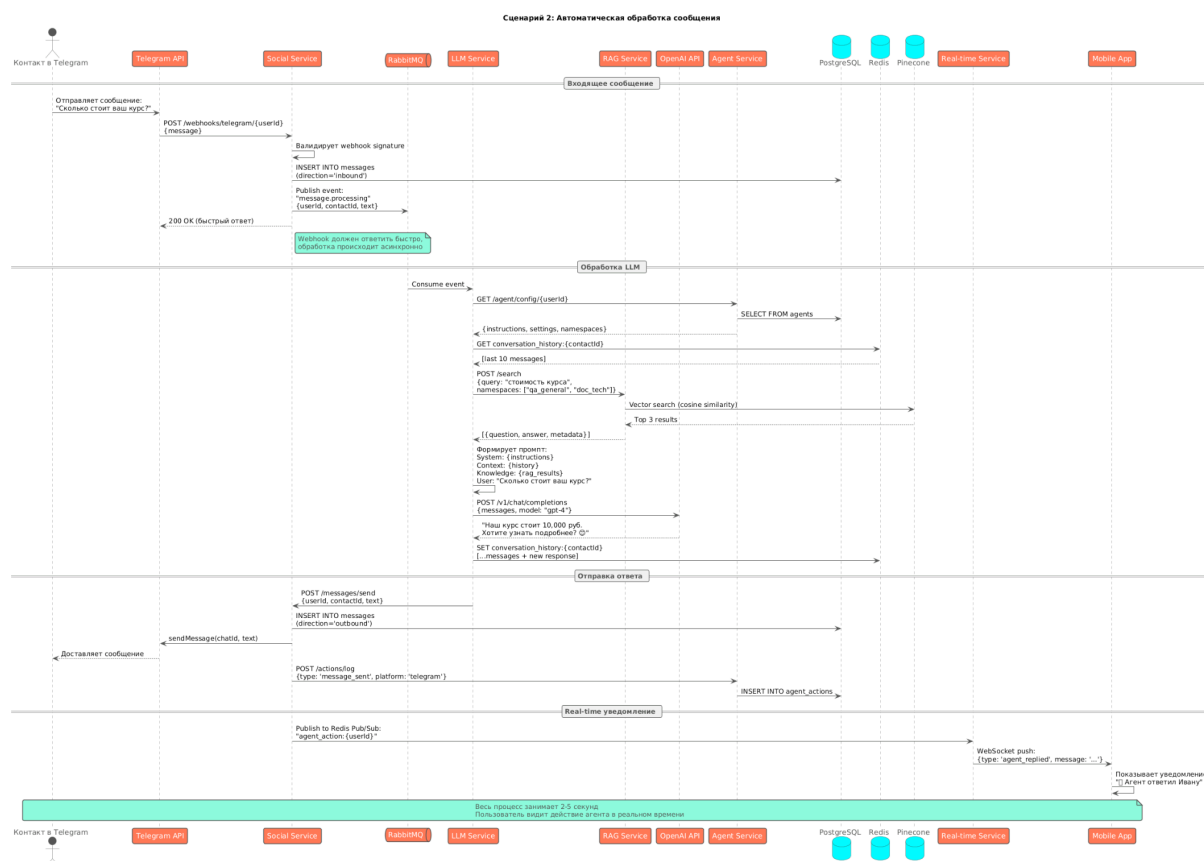 Сценарий 2: Автоматическая обработка сообщения
Контакт в Telegram
Telegram API
Social Service
RabbitMQ
LLM Service
RAG Service
OpenAI API
Agent Service
PostgreSQL
Redis
Pinecone
Real-time Service
Mobile App
Входящее сообщение
Отправляет сообщение:
"Сколько стоит ваш курс?"
POST /webhooks/telegram/{userId}
{message}
Валидирует webhook signature
INSERT INTO messages
(direction='inbound')
Publish event:
"message.processing"
{userId, contactId, text}
200 OK (быстрый ответ)
Webhook должен ответить быстро,
обработка происходит асинхронно
Обработка LLM
Consume event
GET /agent/config/{userId}
SELECT FROM agents
{instructions, settings, namespaces}
GET conversation_history:{contactId}
[last 10 messages]
POST /search
{query: "стоимость курса",
namespaces: ["qa_general", "doc_tech"]}
Vector search (cosine similarity)
Top 3 results
[{question, answer, metadata}]
Формирует промпт:
System: {instructions}
Context: {history}
Knowledge: {rag_results}
User: "Сколько стоит ваш курс?"
POST /v1/chat/completions
{messages, model: "gpt-4"}
"Наш курс стоит 10,000 руб.
Хотите узнать подробнее? 😊"
SET conversation_history:{contactId}
[...messages + new response]
Отправка ответа
POST /messages/send
{userId, contactId, text}
INSERT INTO messages
(direction='outbound')
sendMessage(chatId, text)
Доставляет сообщение
POST /actions/log
{type: 'message_sent', platform: 'telegram'}
INSERT INTO agent_actions
Real-time уведомление
Publish to Redis Pub/Sub:
"agent_action:{userId}"
WebSocket push:
{type: 'agent_replied', message: '...'}
Показывает уведомление
" Агент ответил Ивану"
Весь процесс занимает 2-5 секунд
Пользователь видит действие агента в реальном времени
Контакт в Telegram
Telegram API
Social Service
RabbitMQ
LLM Service
RAG Service
OpenAI API
Agent Service
PostgreSQL
Redis
Pinecone
Real-time Service
Mobile App